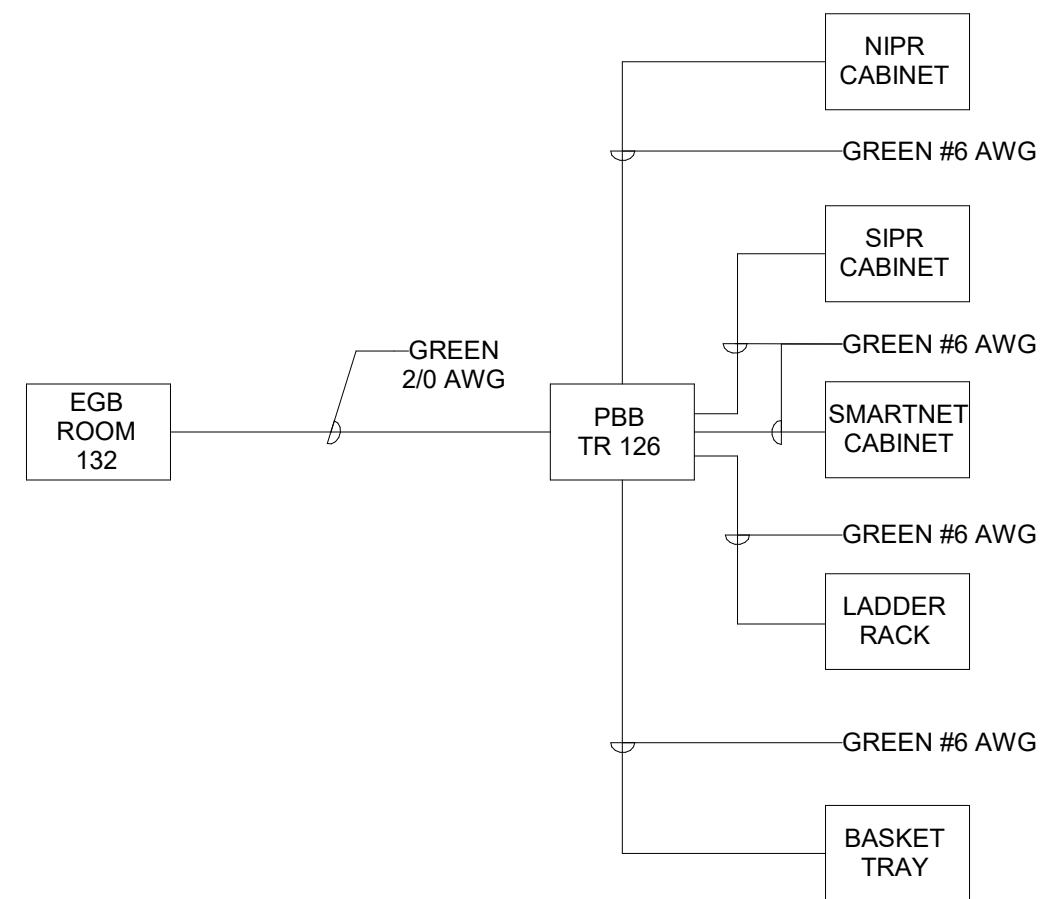 NIPR
CABINET
GREEN #6 AWG
SIPR
CABINET
GREEN #6 AWG
GREEN
2/0 AWG
EGB
ROOM
132
PBB
TR 126
SMARTNET
CABINET
GREEN #6 AWG
LADDER
RACK
GREEN #6 AWG
BASKET
TRAY